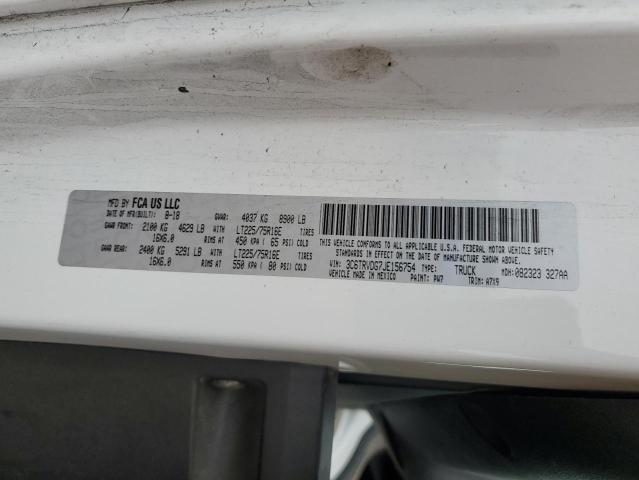 MFD BY FCA US LLC
DATE OF MFR(BUILT): 8-18 GVWR: 4037 KG 8900 LB
GAWR FRONT: 2100 KG 4629 LB WITH LT225/75R16E TIRES
16X6.0 RIMS AT 450 KPA ( 65 PSI) COLD
GAWR REAR: 2400 KG 5291 LB WITH LT225/75R16E TIRES
16X6.0 RIMS AT 550 KPA ( 80 PSI) COLD
THIS VEHICLE CONFORMS TO ALL APPLICABLE U.S.A. FEDERAL MOTOR VEHICLE SAFETY
STANDARDS IN EFFECT ON THE DATE OF MANUFACTURE SHOWN ABOVE.
VIN: 3C6TRVDG7JE156754 TYPE: TRUCK MDH: 082323 327AA
VEHICLE MADE IN MEXICO PAINT: PW7 TRIM: A7X9